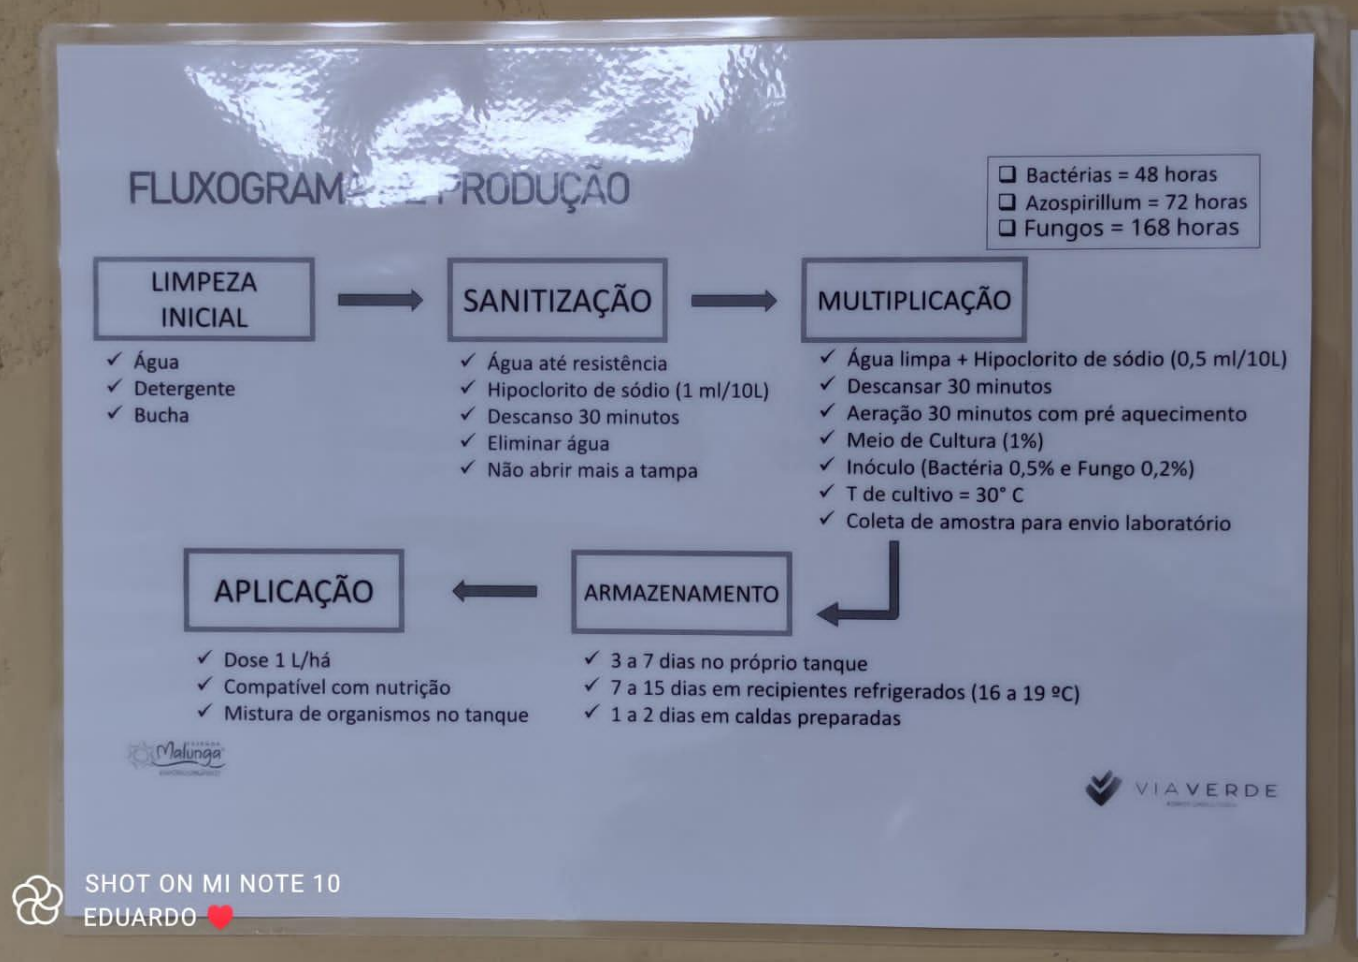 FLUXOGRAMA PRODUÇÃO
❑ Bactérias = 48 horas
❑ Azospirillum = 72 horas
❑ Fungos = 168 horas
LIMPEZA
INICIAL
✓ Água
✓ Detergente
✓ Bucha
SANITIZAÇÃO
✓ Água até resistência
✓ Hipoclorito de sódio (1 ml/10L)
✓ Descanso 30 minutos
✓ Eliminar água
✓ Não abrir mais a tampa
MULTIPLICAÇÃO
✓ Água limpa + Hipoclorito de sódio (0,5 ml/10L)
✓ Descansar 30 minutos
✓ Aeração 30 minutos com pré aquecimento
✓ Meio de Cultura (1%)
✓ Inóculo (Bactéria 0,5% e Fungo 0,2%)
✓ T de cultivo = 30° C
✓ Coleta de amostra para envio laboratório
ARMAZENAMENTO
✓ 3 a 7 dias no próprio tanque
✓ 7 a 15 dias em recipientes refrigerados (16 a 19 ºC)
✓ 1 a 2 dias em caldas preparadas
APLICAÇÃO
✓ Dose 1 L/há
✓ Compatível com nutrição
✓ Mistura de organismos no tanque
Malunga
VIAVERDE
SHOT ON MI NOTE 10
EDUARDO ❤